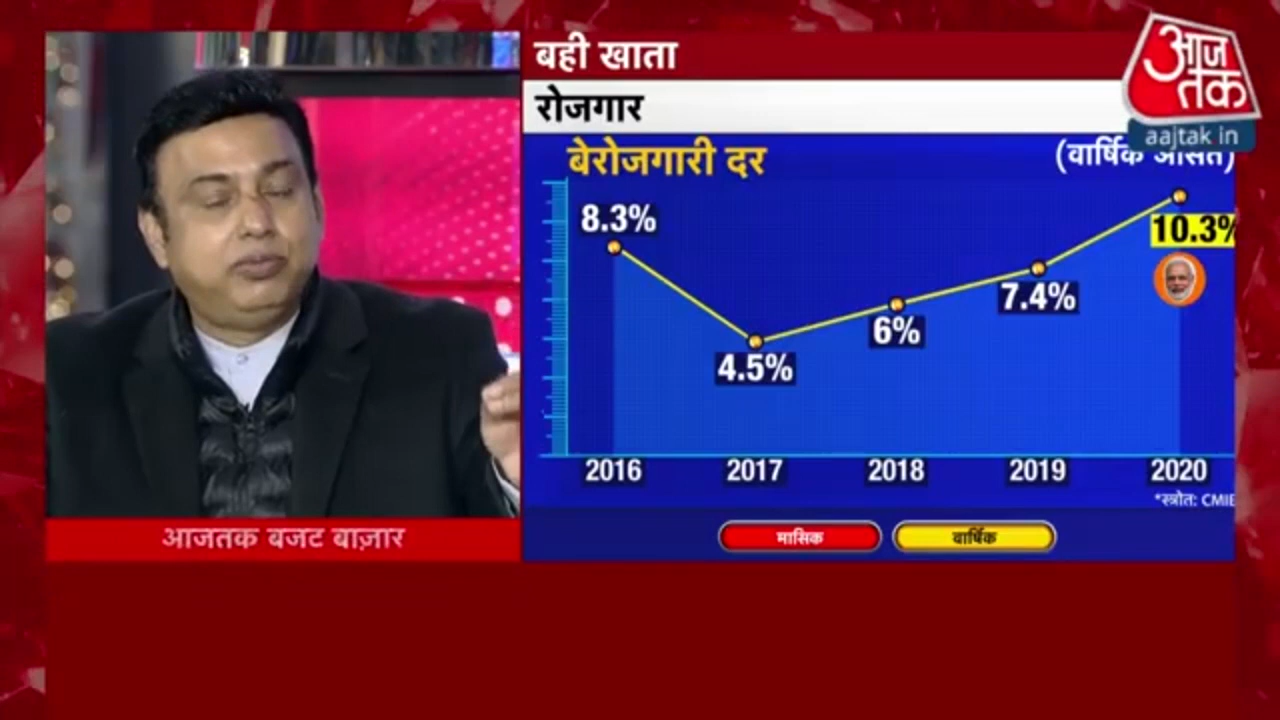 बही खाता
आज
तक
aajtak.in
रोजगार
बेरोजगारी दर
(वार्षिक औसत)
8.3%
4.5%
6%
7.4%
10.3%
2016 2017 2018 2019 2020
*स्त्रोत: CMIE
मासिक वार्षिक
आजतक बजट बाज़ार